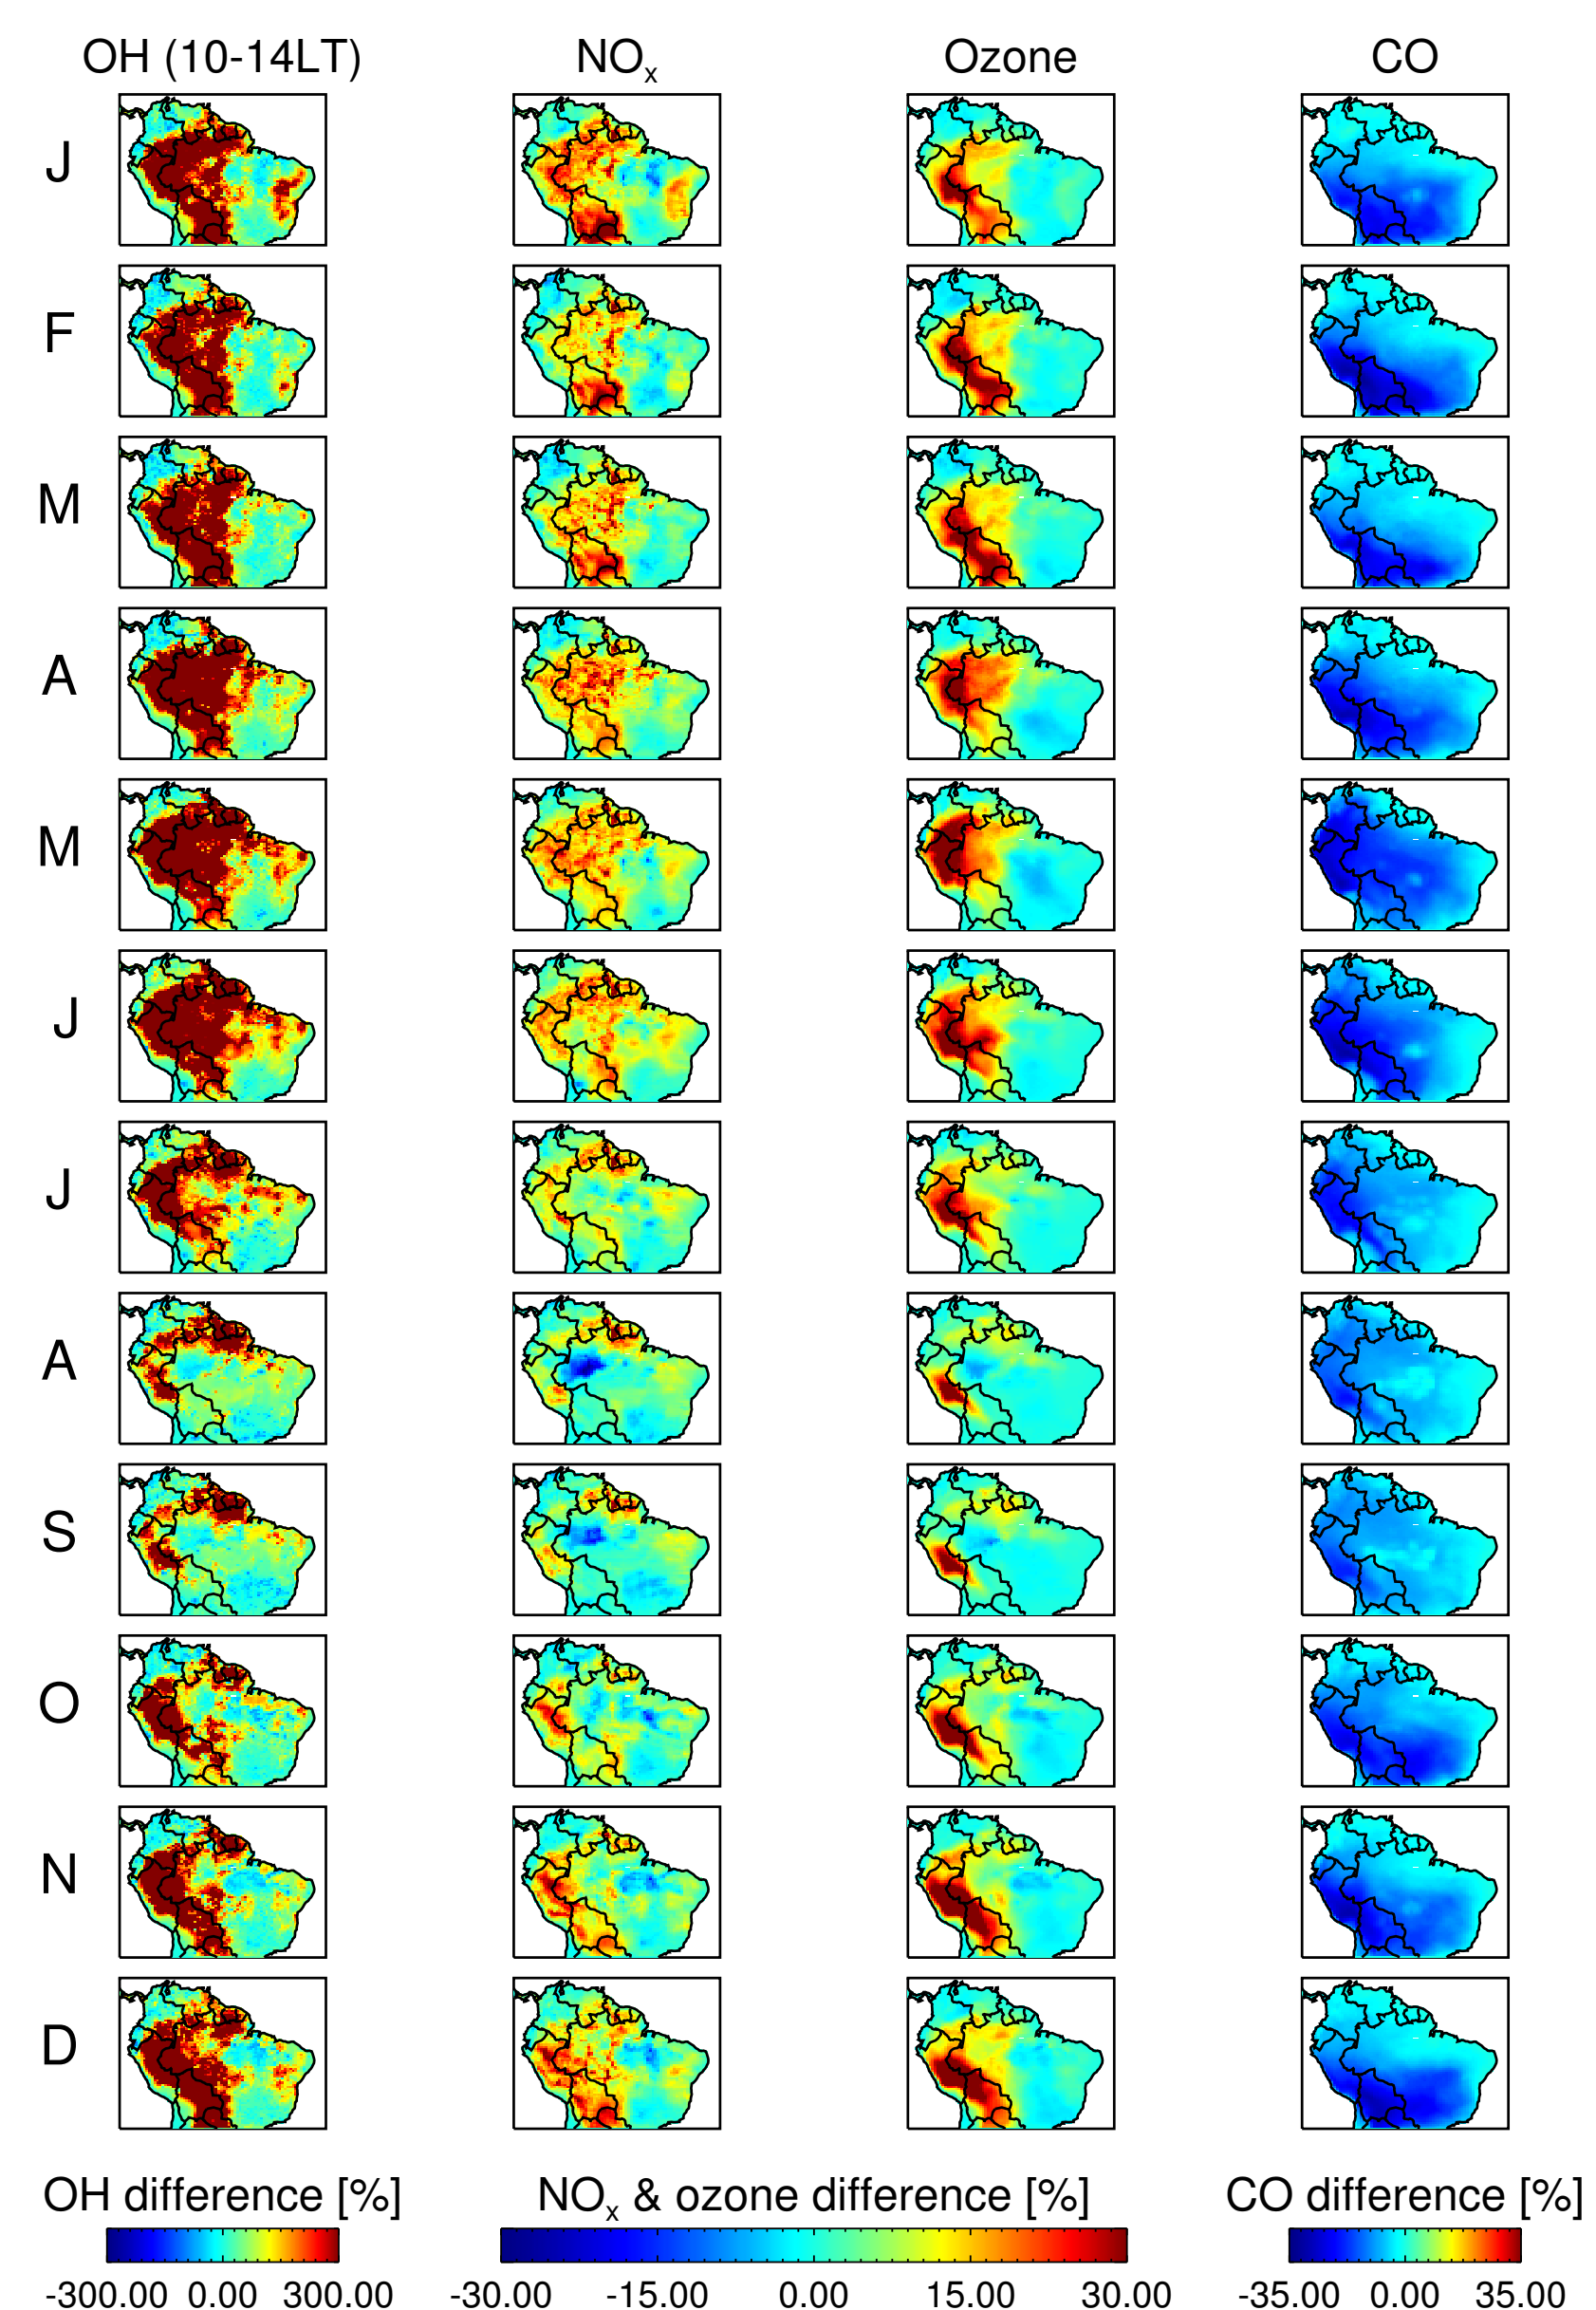 OH (10-14LT) NOx Ozone CO
J
F
M
A
M
J
J
A
S
O
N
D
OH difference [%] NOx & ozone difference [%] CO difference [%]
-300.00 0.00 300.00 -30.00 -15.00 0.00 15.00 30.00 -35.00 0.00 35.00